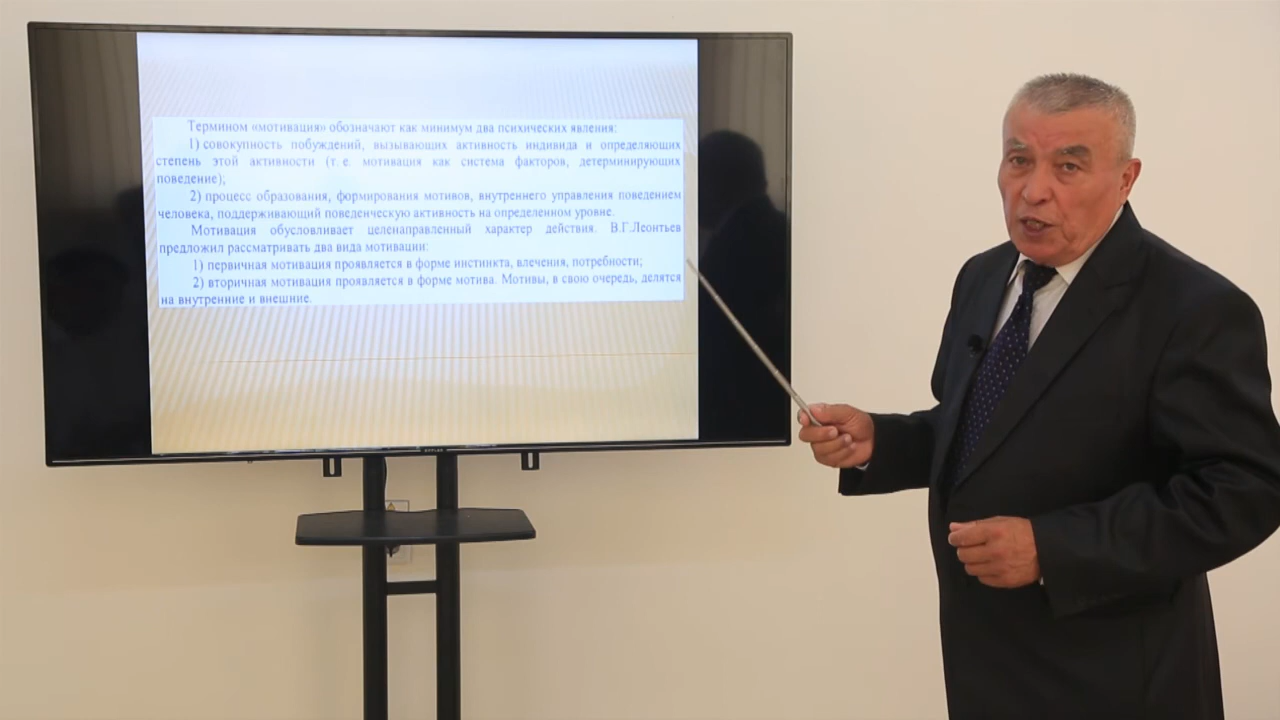 Термином «мотивация» обозначают как минимум два психических явления:
1) совокупность побуждений, вызывающих активность индивида и определяющих
степень этой активности (т. е. мотивация как система факторов, детерминирующих
поведение);
2) процесс образования, формирования мотивов, внутреннего управления поведением
человека, поддерживающий поведенческую активность на определенном уровне.
Мотивация обусловливает целенаправленный характер действия. В.Г.Леонтьев
предложил рассматривать два вида мотивации:
1) первичная мотивация проявляется в форме инстинкта, влечения, потребности;
2) вторичная мотивация проявляется в форме мотива. Мотивы, в свою очередь, делятся
на внутренние и внешние.